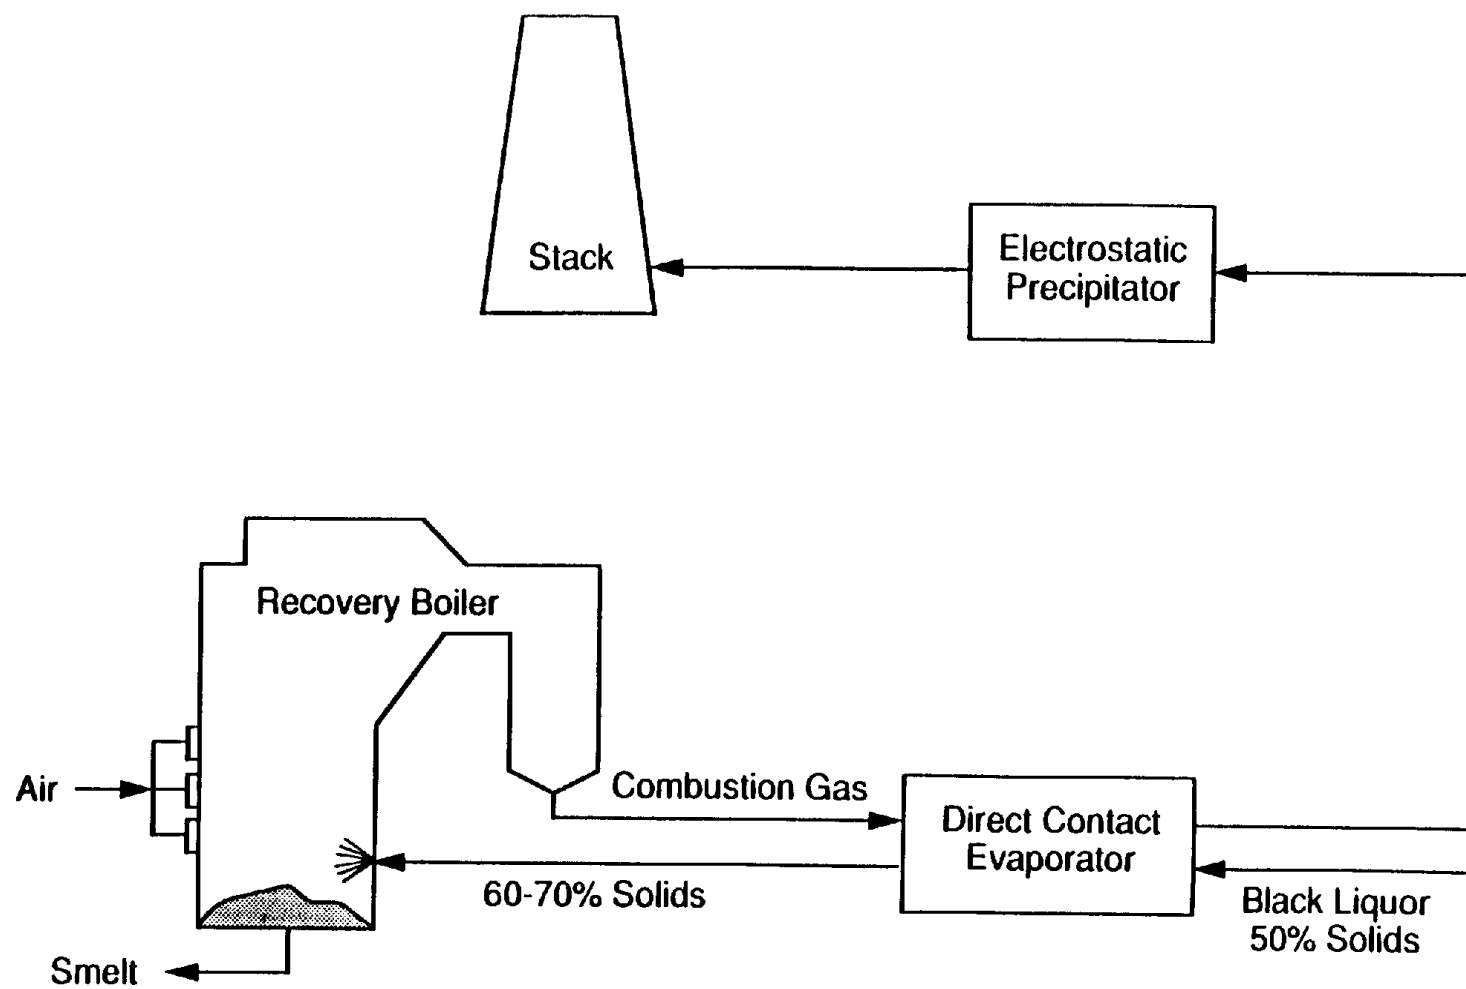 Stack
Electrostatic
Precipitator
Recovery Boiler
Air
Combustion Gas
Direct Contact
Evaporator
60-70% Solids
Black Liquor
50% Solids
Smelt